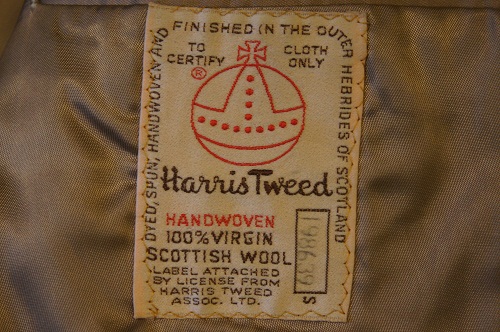 DYED, SPUN, HANDWOVEN AND
FINISHED IN THE OUTER
HEBRIDES OF SCOTLAND
TO CERTIFY
CLOTH ONLY
®
Harris Tweed
HANDWOVEN
100% VIRGIN
SCOTTISH WOOL
LABEL ATTACHED
BY LICENSE FROM
HARRIS TWEED
ASSOC. LTD.
S